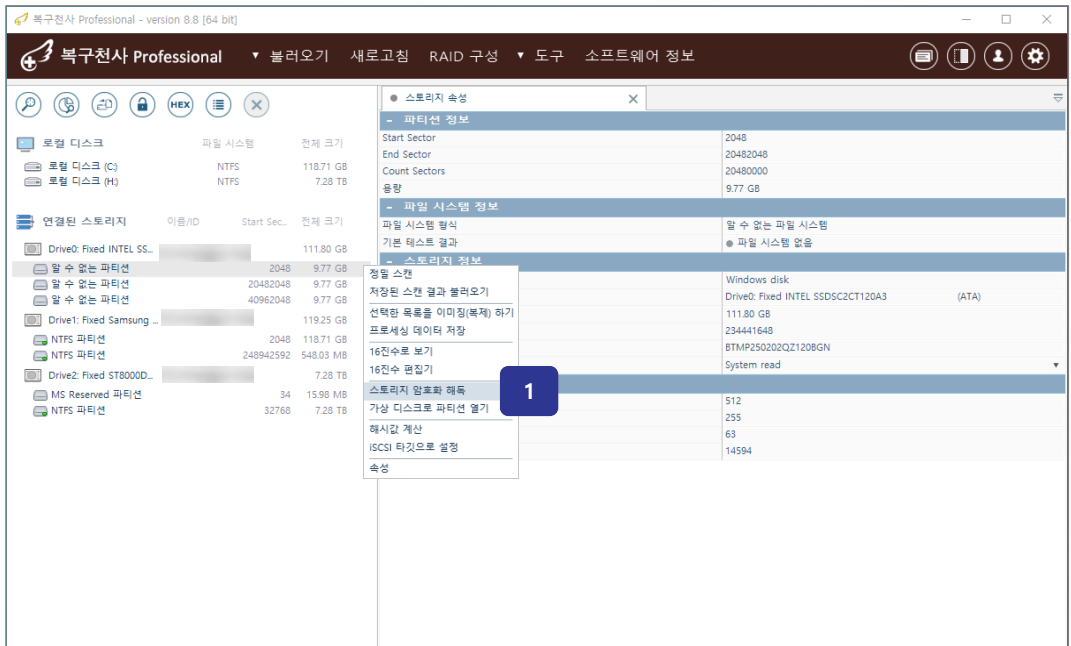 복구천사 Professional - version 8.8 [64 bit]
복구천사 Professional ▼ 불러오기 새로고침 RAID 구성 ▼ 도구 소프트웨어 정보
HEX
로컬 디스크 파일 시스템 전체 크기
로컬 디스크 (C:) NTFS 118.71 GB
로컬 디스크 (H:) NTFS 7.28 TB
연결된 스토리지 이름/ID Start Sec... 전체 크기
Drive0: Fixed INTEL SS... 111.80 GB
알 수 없는 파티션 2048 9.77 GB
알 수 없는 파티션 20482048 9.77 GB
알 수 없는 파티션 40962048 9.77 GB
Drive1: Fixed Samsung ... 119.25 GB
NTFS 파티션 2048 118.71 GB
NTFS 파티션 248942592 548.03 MB
Drive2: Fixed ST8000D... 7.28 TB
MS Reserved 파티션 34 15.98 MB
NTFS 파티션 32768 7.28 TB
정밀 스캔
저장된 스캔 결과 불러오기
선택한 목록을 이미징(복제) 하기
프로세싱 데이터 저장
16진수로 보기
16진수 편집기
스토리지 암호화 해독
1
가상 디스크로 파티션 열기
해시값 계산
iSCSI 타깃으로 설정
속성
스토리지 속성
− 파티션 정보
Start Sector 2048
End Sector 20482048
Count Sectors 20480000
용량 9.77 GB
− 파일 시스템 정보
파일 시스템 형식 알 수 없는 파일 시스템
기본 테스트 결과 파일 시스템 없음
− 스토리지 정보
Windows disk
Drive0: Fixed INTEL SSDSC2CT120A3 (ATA)
111.80 GB
234441648
BTMP250202QZ120BGN
System read
512
255
63
14594